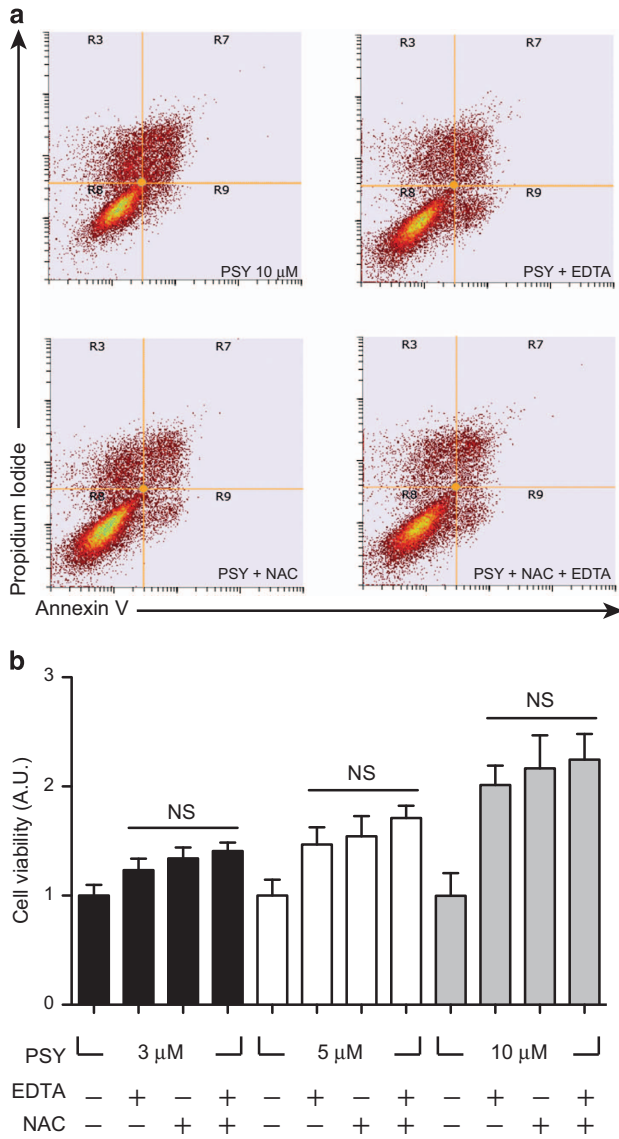 a
R3 R7
R8 R9
PSY 10 μM
R3 R7
R8 R9
PSY + EDTA
R3 R7
R8 R9
PSY + NAC
R3 R7
R8 R9
PSY + NAC + EDTA
Propidium Iodide
Annexin V
b
Cell viability (A.U.)
3
2
1
0
NS
NS
NS
PSY 3 μM 5 μM 10 μM
EDTA − + − + − + − + − + − +
NAC − − + + − − + + − − + +